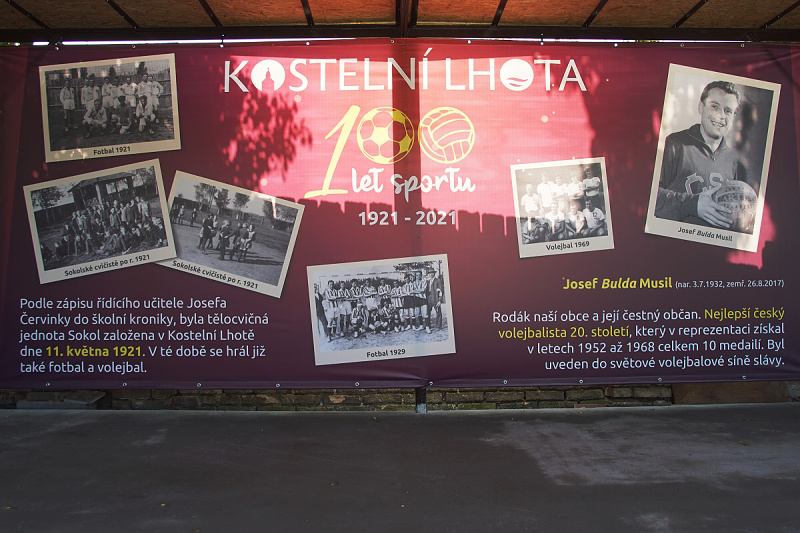 KOSTELNÍ LHOTA
100
let sportu
1921 - 2021
Fotbal 1921
Sokolské cvičiště po r. 1921
Sokolské cvičiště po r. 1921
Fotbal 1929
Volejbal 1969
Josef Bulda Musil
Podle zápisu řídícího učitele Josefa
Červinky do školní kroniky, byla tělocvičná
jednota Sokol založena v Kostelní Lhotě
dne 11. května 1921. V té době se hrál již
také fotbal a volejbal.
Josef Bulda Musil (nar. 3.7.1932, zemř. 26.8.2017)
Rodák naší obce a její čestný občan. Nejlepší český
volejbalista 20. století, který v reprezentaci získal
v letech 1952 až 1968 celkem 10 medailí. Byl
uveden do světové volejbalové síně slávy.